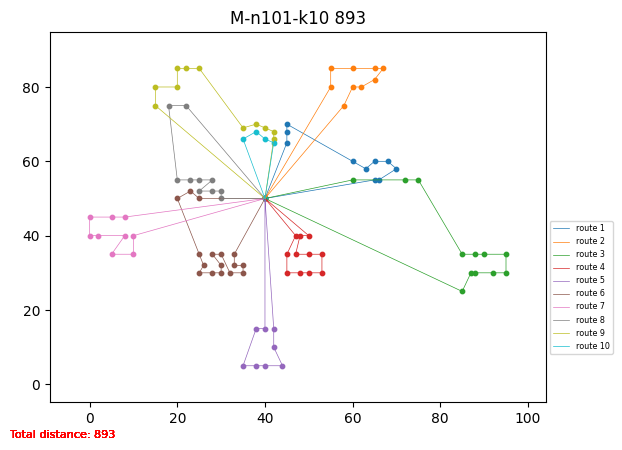 M-n101-k10 893
80
60
40
20
0
0
20
40
60
80
100
route 1
route 2
route 3
route 4
route 5
route 6
route 7
route 8
route 9
route 10
Total distance: 893